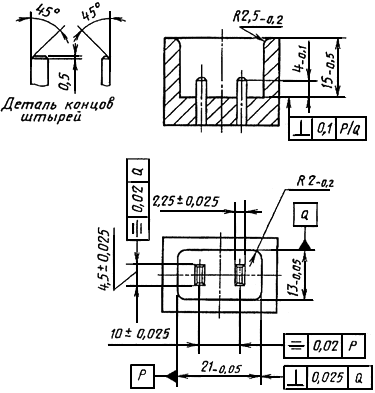 45° 45°
0,5
Деталь концов
штырей
R2,5-0,2
4-0,1
15-0,5
⊥ 0,1 P/Q
⌯ 0,02 Q
2,25±0,025
R2-0,2
Q
4,5±0,025
13-0,05
10±0,025
⌯ 0,02 P
P
21-0,05
⊥ 0,025 Q